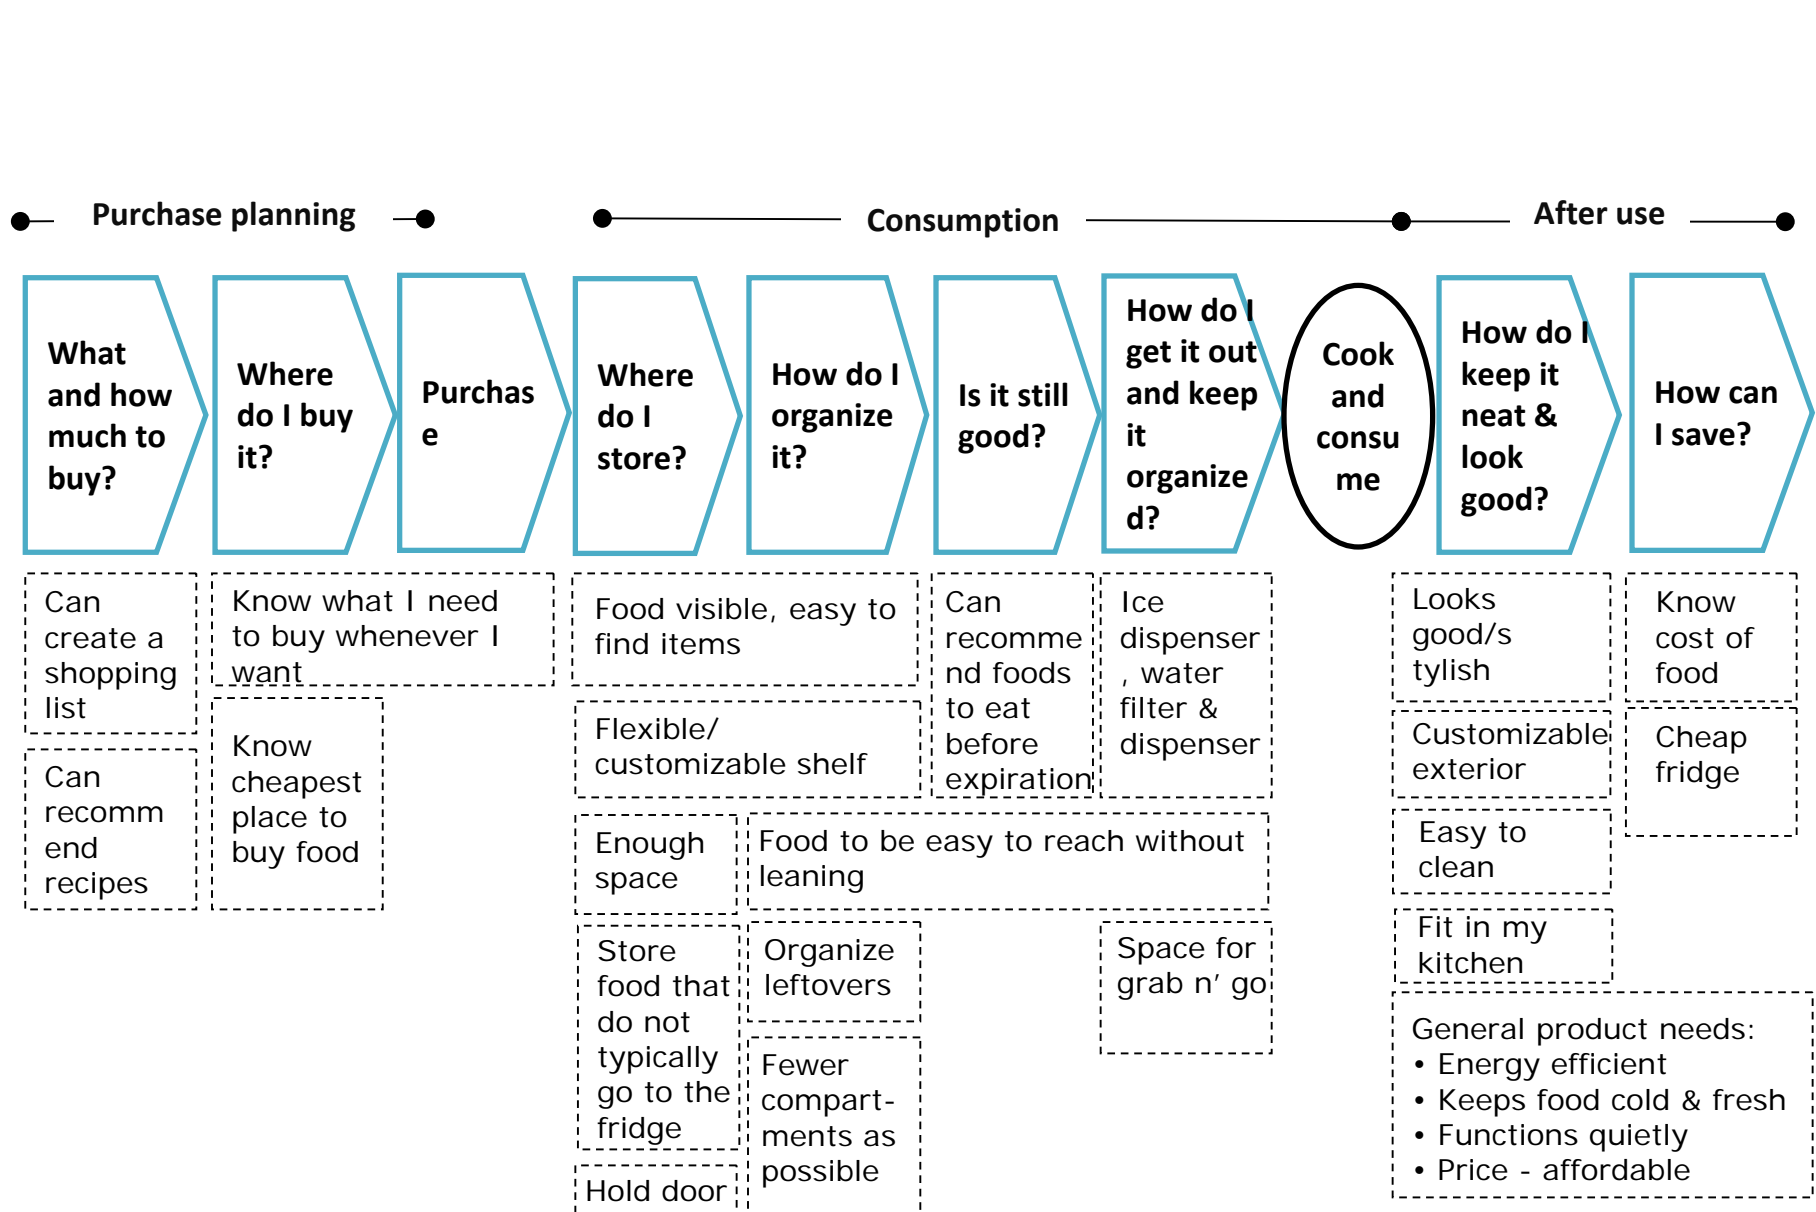 Purchase planning
Consumption
After use
What
and how
much to
buy?
Where
do I buy
it?
Purchas
e
Where
do I
store?
How do I
organize
it?
Is it still
good?
How do I
get it out
and keep
it
organize
d?
Cook
and
consu
me
How do I
keep it
neat &
look
good?
How can
I save?
Can
create a
shopping
list
Can
recomm
end
recipes
Know what I need
to buy whenever I
want
Know
cheapest
place to
buy food
Food visible, easy to
find items
Flexible/
customizable shelf
Enough
space
Food to be easy to reach without
leaning
Store
food that
do not
typically
go to the
fridge
Hold door
Organize
leftovers
Fewer
compart-
ments as
possible
Can
recomme
nd foods
to eat
before
expiration
Ice
dispenser
, water
filter &
dispenser
Space for
grab n' go
Looks
good/s
tylish
Customizable
exterior
Easy to
clean
Fit in my
kitchen
Know
cost of
food
Cheap
fridge
General product needs:
• Energy efficient
• Keeps food cold & fresh
• Functions quietly
• Price - affordable